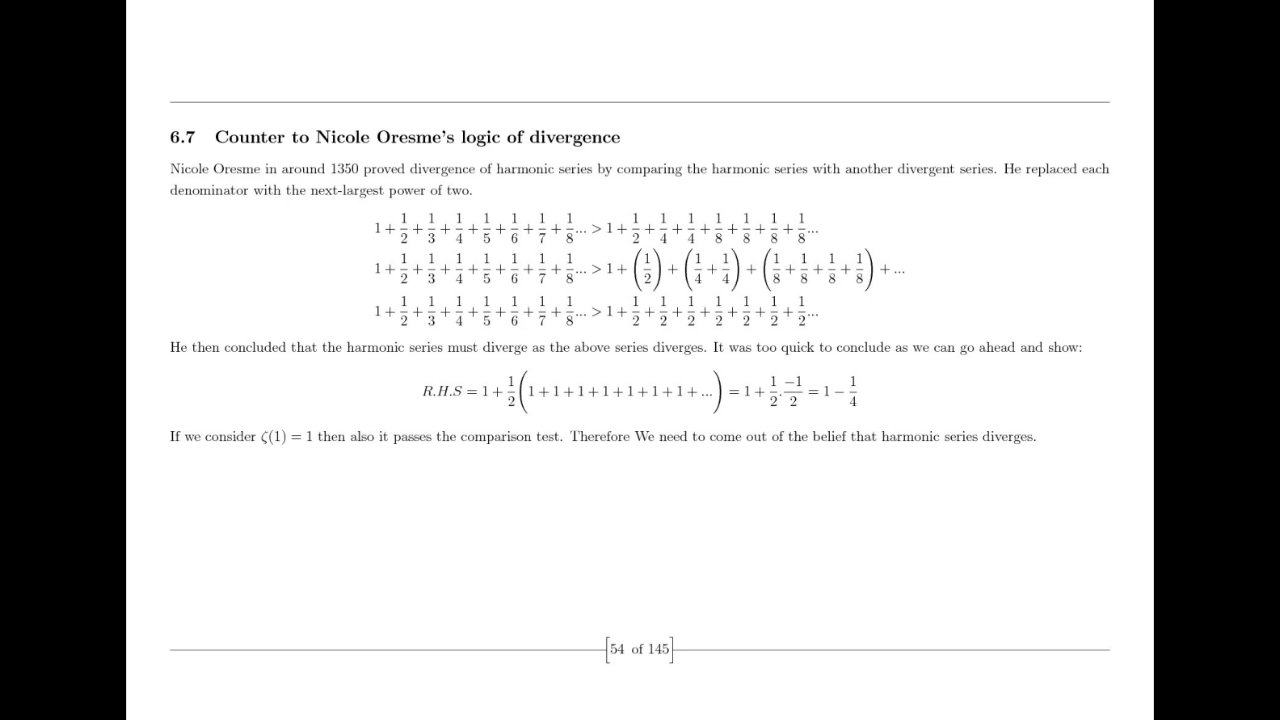 6.7 Counter to Nicole Oresme's logic of divergence
Nicole Oresme in around 1350 proved divergence of harmonic series by comparing the harmonic series with another divergent series. He replaced each
denominator with the next-largest power of two.
1 + 1/2 + 1/3 + 1/4 + 1/5 + 1/6 + 1/7 + 1/8... > 1 + 1/2 + 1/4 + 1/4 + 1/8 + 1/8 + 1/8 + 1/8...
1 + 1/2 + 1/3 + 1/4 + 1/5 + 1/6 + 1/7 + 1/8... > 1 + (1/2) + (1/4 + 1/4) + (1/8 + 1/8 + 1/8 + 1/8) + ...
1 + 1/2 + 1/3 + 1/4 + 1/5 + 1/6 + 1/7 + 1/8... > 1 + 1/2 + 1/2 + 1/2 + 1/2 + 1/2 + 1/2 + 1/2...
He then concluded that the harmonic series must diverge as the above series diverges. It was too quick to conclude as we can go ahead and show:
R.H.S = 1 + 1/2 (1 + 1 + 1 + 1 + 1 + 1 + 1 + ...) = 1 + 1/2 . -1/2 = 1 - 1/4
If we consider ζ(1) = 1 then also it passes the comparison test. Therefore We need to come out of the belief that harmonic series diverges.
[54 of 145]